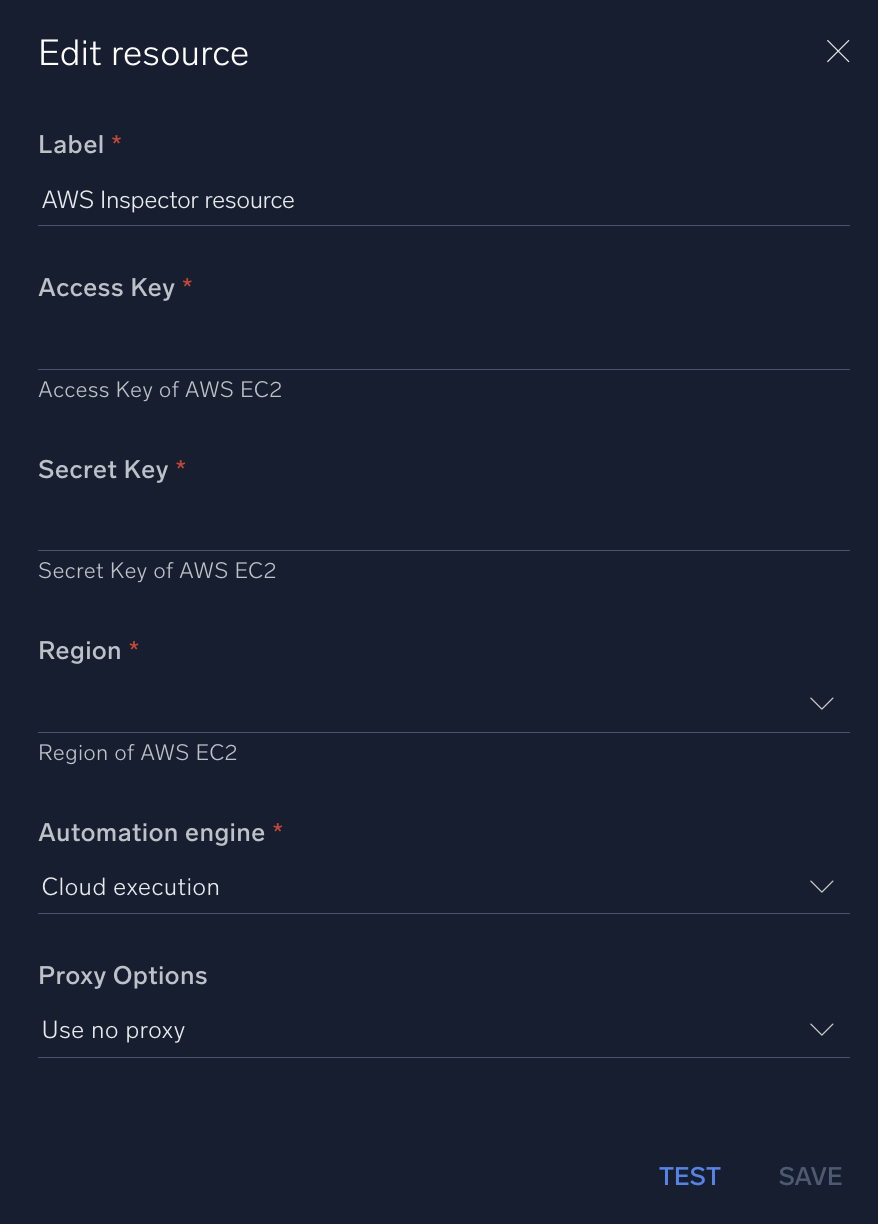 Edit resource
Label *
AWS Inspector resource
Access Key *
Access Key of AWS EC2
Secret Key *
Secret Key of AWS EC2
Region *
Region of AWS EC2
Automation engine *
Cloud execution
Proxy Options
Use no proxy
TEST SAVE